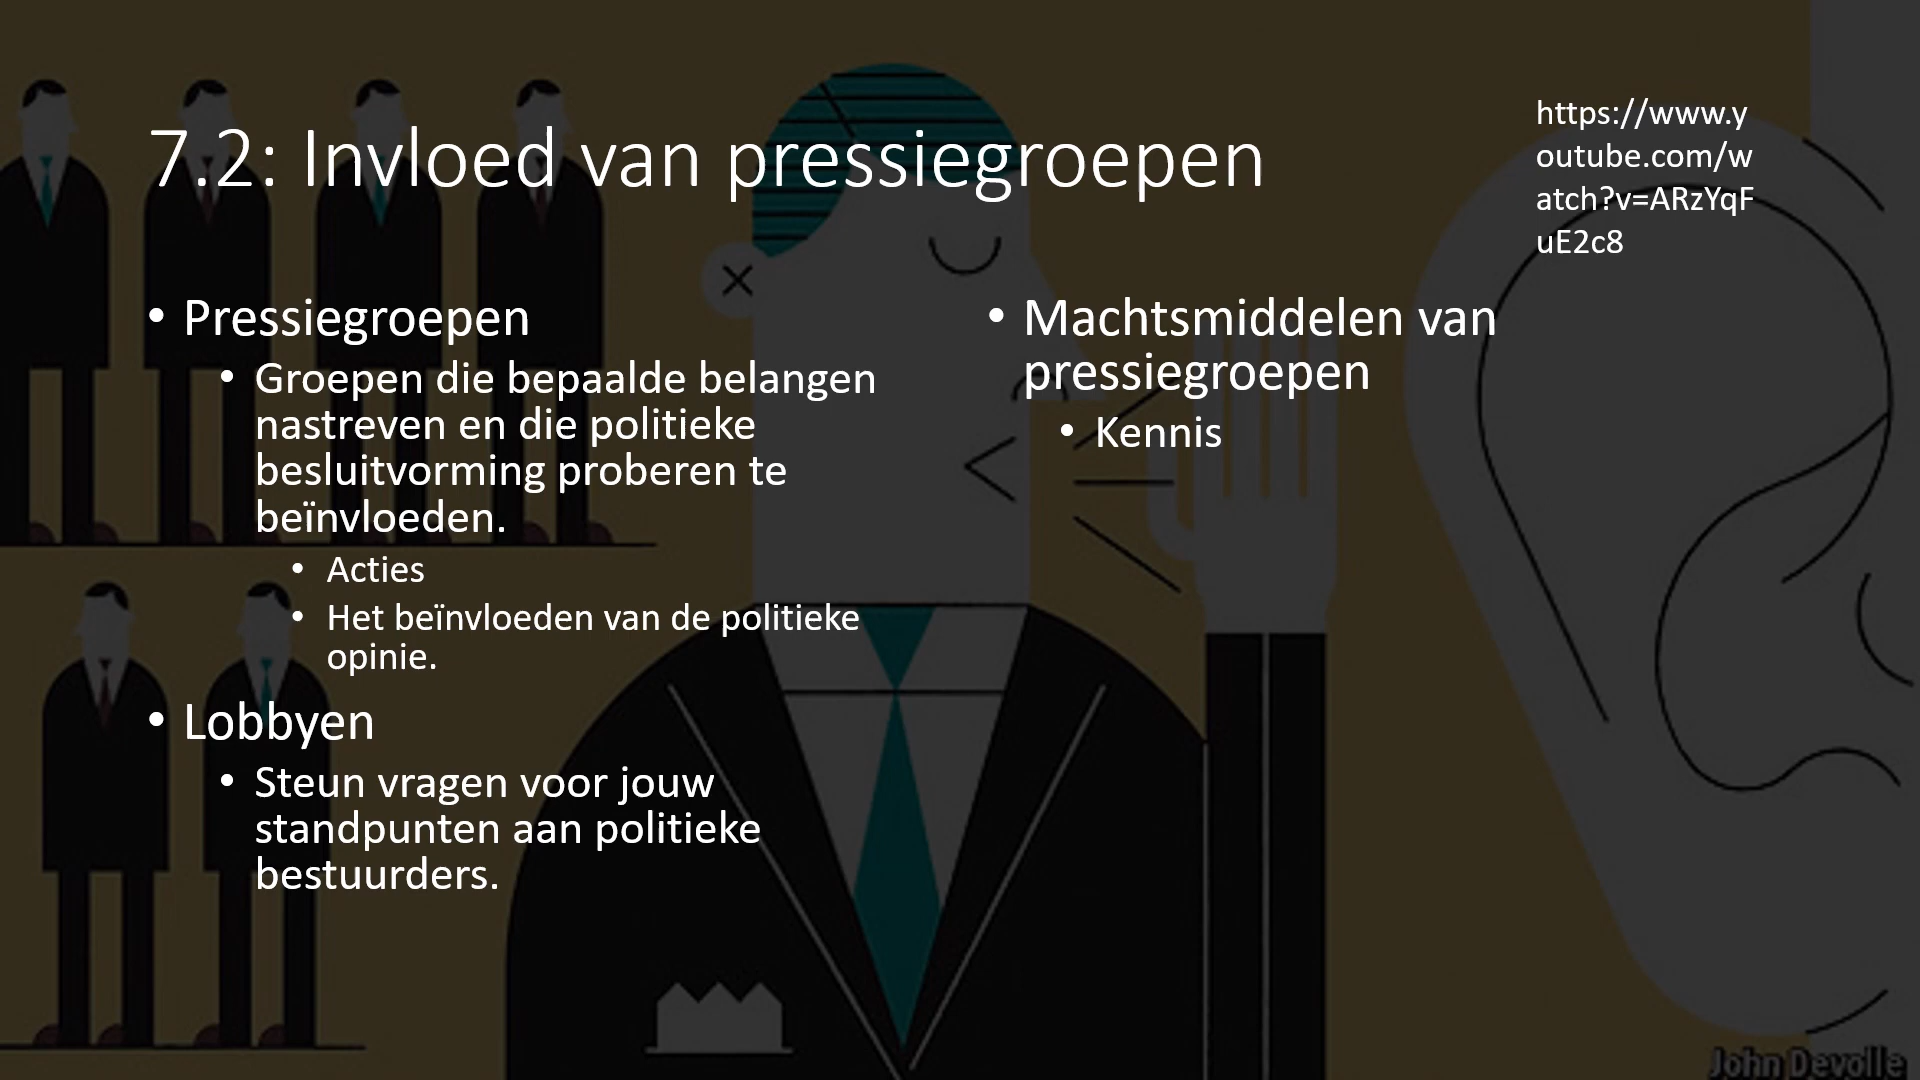 7.2: Invloed van pressiegroepen
https://www.y
outube.com/w
atch?v=ARzYqF
uE2c8
• Pressiegroepen
• Groepen die bepaalde belangen
nastreven en die politieke
besluitvorming proberen te
beïnvloeden.
• Acties
• Het beïnvloeden van de politieke
opinie.
• Lobbyen
• Steun vragen voor jouw
standpunten aan politieke
bestuurders.
• Machtsmiddelen van
pressiegroepen
• Kennis
John Devolle